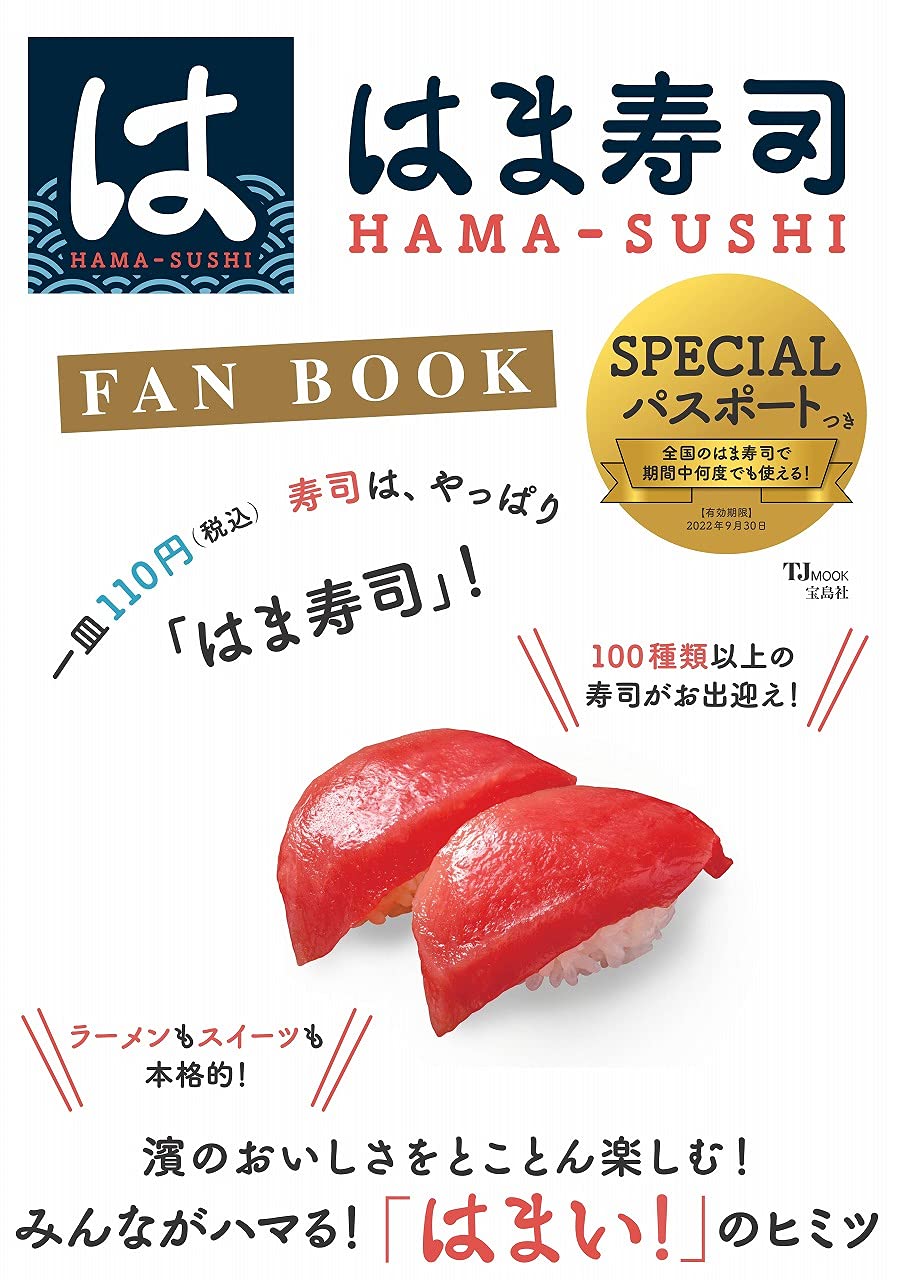 は
HAMA-SUSHI
はま寿司
HAMA-SUSHI
FAN BOOK
SPECIAL
パスポートつき
全国のはま寿司で
期間中何度でも使える!
【有効期限】
2022年9月30日
TJ MOOK
宝島社
一皿110円(税込)
寿司は、やっぱり
「はま寿司」!
100種類以上の
寿司がお出迎え!
ラーメンもスイーツも
本格的!
濱のおいしさをとことん楽しむ!
みんながハマる!「はまい!」のヒミツ